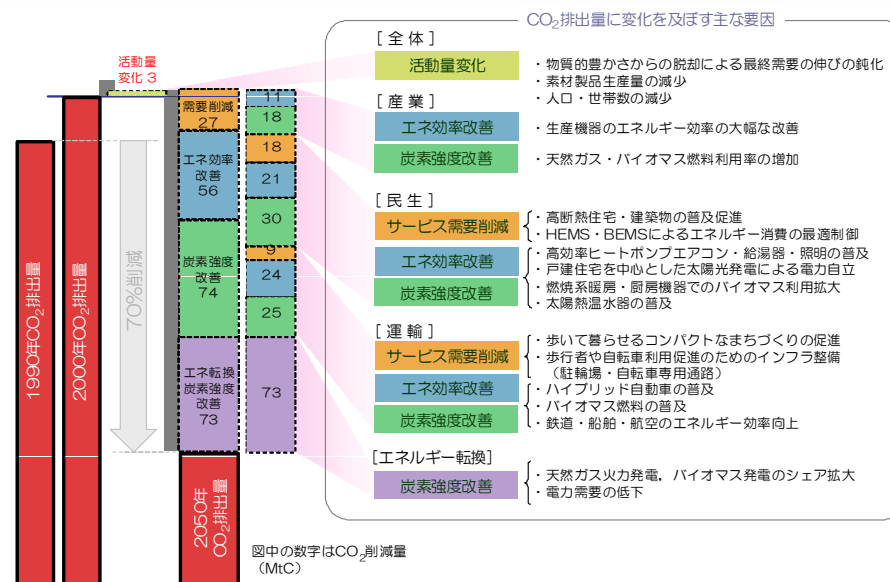 CO₂排出量に変化を及ぼす主な要因
活動量
変化 3
需要削減
27
エネ効率
改善
56
炭素強度
改善
74
エネ転換
炭素強度
改善
73
11
18
18
21
30
9
24
25
73
1990年CO₂排出量
2000年CO₂排出量
70%削減
2050年
CO₂排出量
図中の数字はCO₂削減量
（MtC）
[全体]
活動量変化
・物質的豊かさからの脱却による最終需要の伸びの鈍化
・素材製品生産量の減少
・人口・世帯数の減少
[産業]
エネ効率改善
・生産機器のエネルギー効率の大幅な改善
炭素強度改善
・天然ガス・バイオマス燃料利用率の増加
[民生]
サービス需要削減
・高断熱住宅・建築物の普及促進
・HEMS・BEMSによるエネルギー消費の最適制御
エネ効率改善
炭素強度改善
・高効率ヒートポンプエアコン・給湯器・照明の普及
・戸建住宅を中心とした太陽光発電による電力自立
・燃焼系暖房・厨房機器でのバイオマス利用拡大
・太陽熱温水器の普及
[運輸]
サービス需要削減
・歩いて暮らせるコンパクトなまちづくりの促進
・歩行者や自転車利用促進のためのインフラ整備
（駐輪場・自転車専用通路）
エネ効率改善
炭素強度改善
・ハイブリッド自動車の普及
・バイオマス燃料の普及
・鉄道・船舶・航空のエネルギー効率向上
[エネルギー転換]
炭素強度改善
・天然ガス火力発電，バイオマス発電のシェア拡大
・電力需要の低下